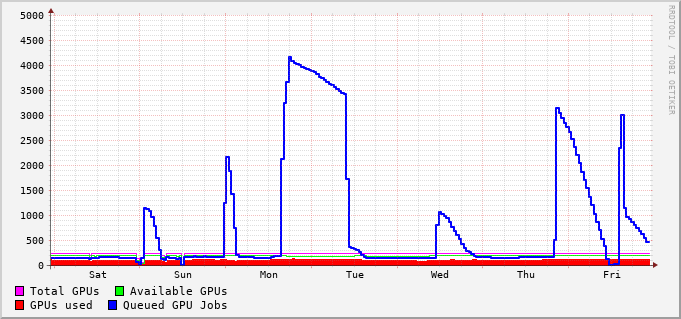 5000
4500
4000
3500
3000
2500
2000
1500
1000
500
0
Sat Sun Mon Tue Wed Thu Fri
Total GPUs Available GPUs
GPUs used Queued GPU Jobs
RRDTOOL / TOBI OETIKER